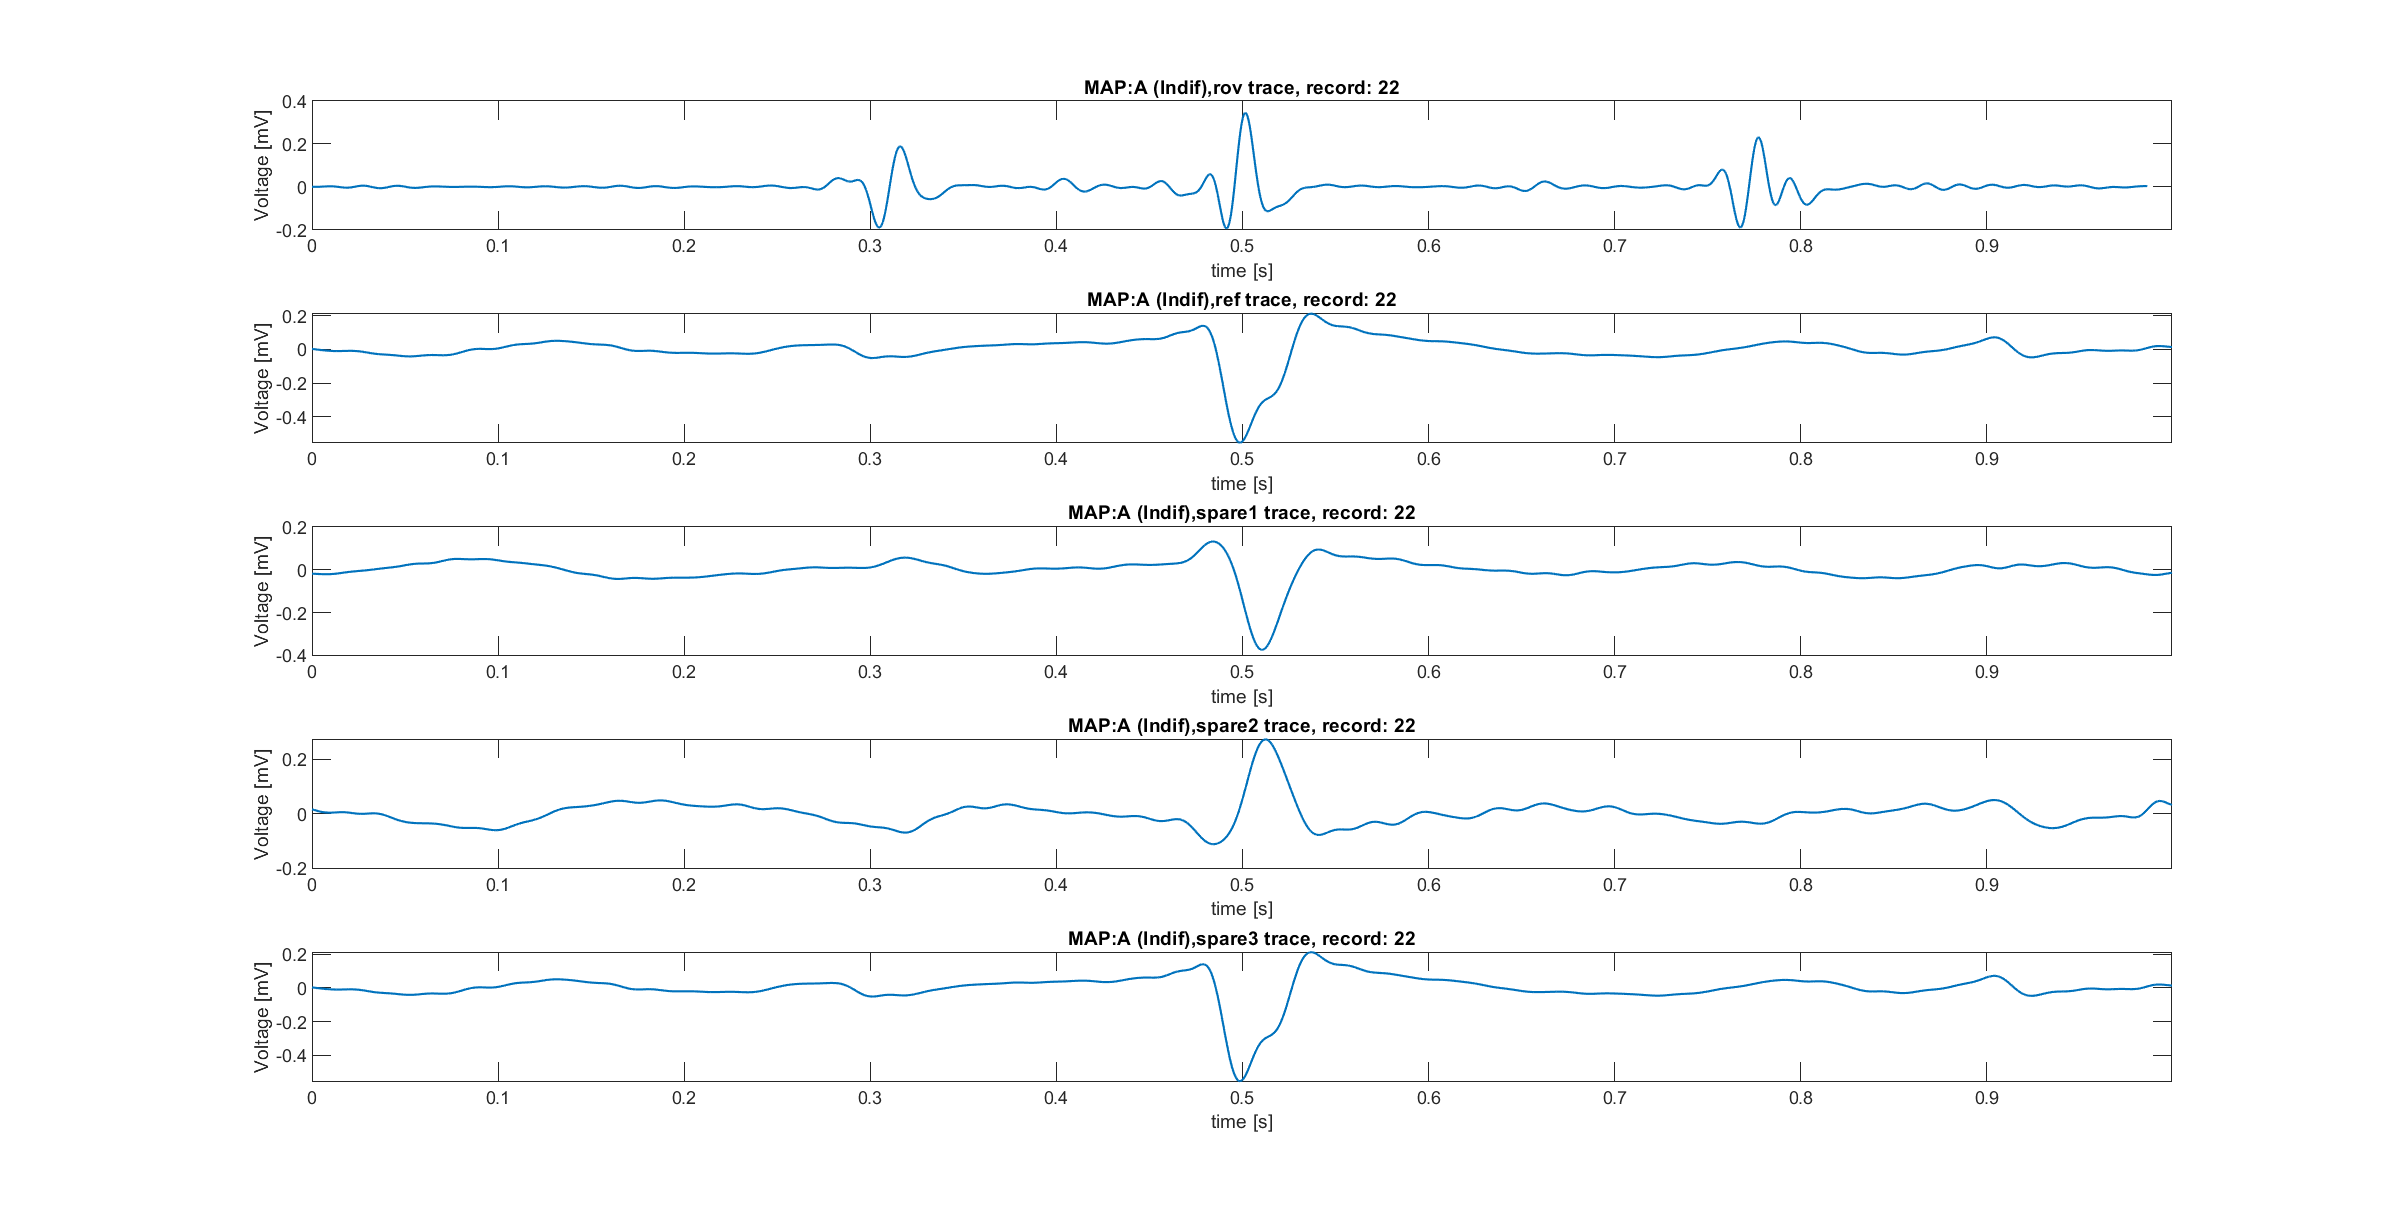 MAP:A (Indif),rov trace, record: 22
Voltage [mV]
0.4
0.2
0
-0.2
0 0.1 0.2 0.3 0.4 0.5 0.6 0.7 0.8 0.9
time [s]
MAP:A (Indif),ref trace, record: 22
Voltage [mV]
0.2
0
-0.2
-0.4
0 0.1 0.2 0.3 0.4 0.5 0.6 0.7 0.8 0.9
time [s]
MAP:A (Indif),spare1 trace, record: 22
Voltage [mV]
0.2
0
-0.2
-0.4
0 0.1 0.2 0.3 0.4 0.5 0.6 0.7 0.8 0.9
time [s]
MAP:A (Indif),spare2 trace, record: 22
Voltage [mV]
0.2
0
-0.2
0 0.1 0.2 0.3 0.4 0.5 0.6 0.7 0.8 0.9
time [s]
MAP:A (Indif),spare3 trace, record: 22
Voltage [mV]
0.2
0
-0.2
-0.4
0 0.1 0.2 0.3 0.4 0.5 0.6 0.7 0.8 0.9
time [s]